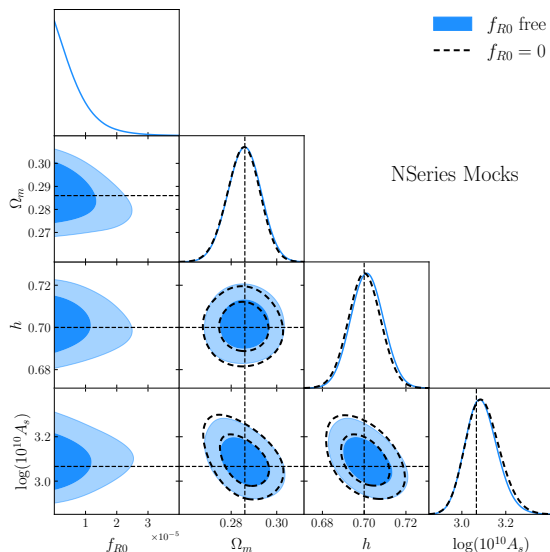 f_{R0} free
f_{R0} = 0
NSeries Mocks
0.30
0.29
0.28
0.27
Ω_m
0.72
0.70
0.68
h
3.2
3.0
log(10^{10}A_s)
1 2 3
×10^{-5}
f_{R0}
0.28 0.30
Ω_m
0.68 0.70 0.72
h
3.0 3.2
log(10^{10}A_s)